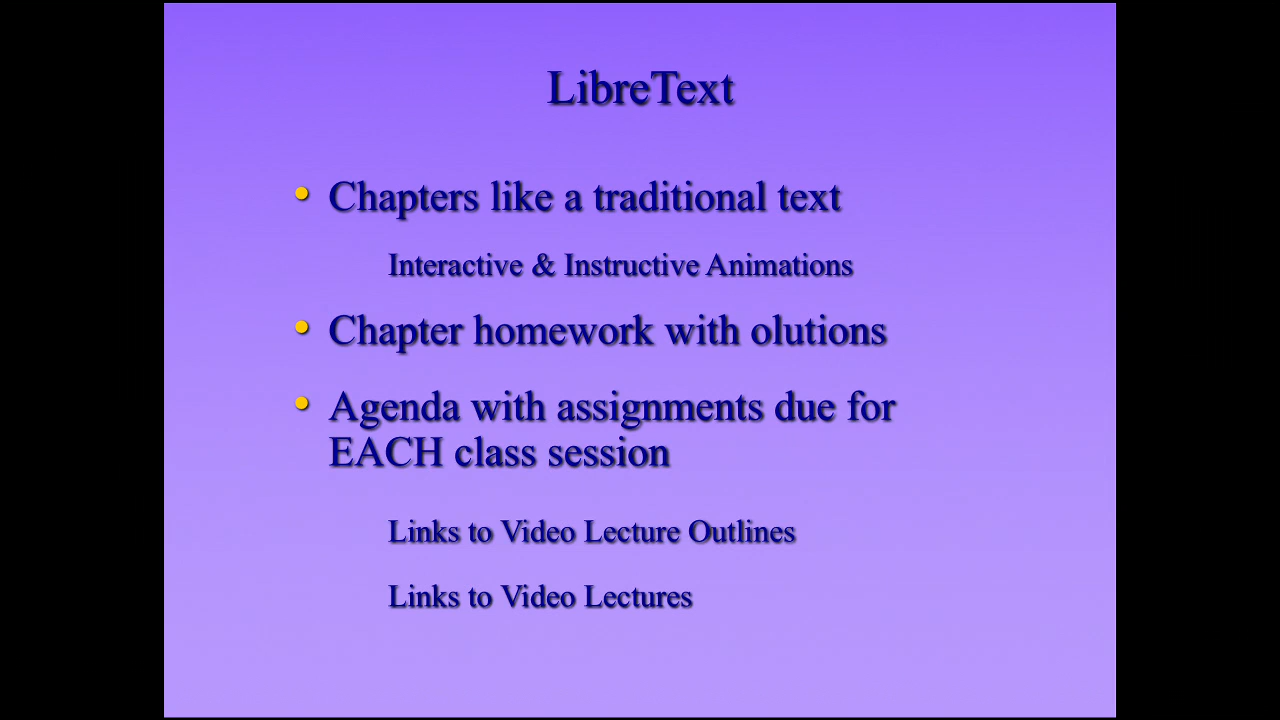 LibreText
• Chapters like a traditional text
Interactive & Instructive Animations
• Chapter homework with olutions
• Agenda with assignments due for
EACH class session
Links to Video Lecture Outlines
Links to Video Lectures